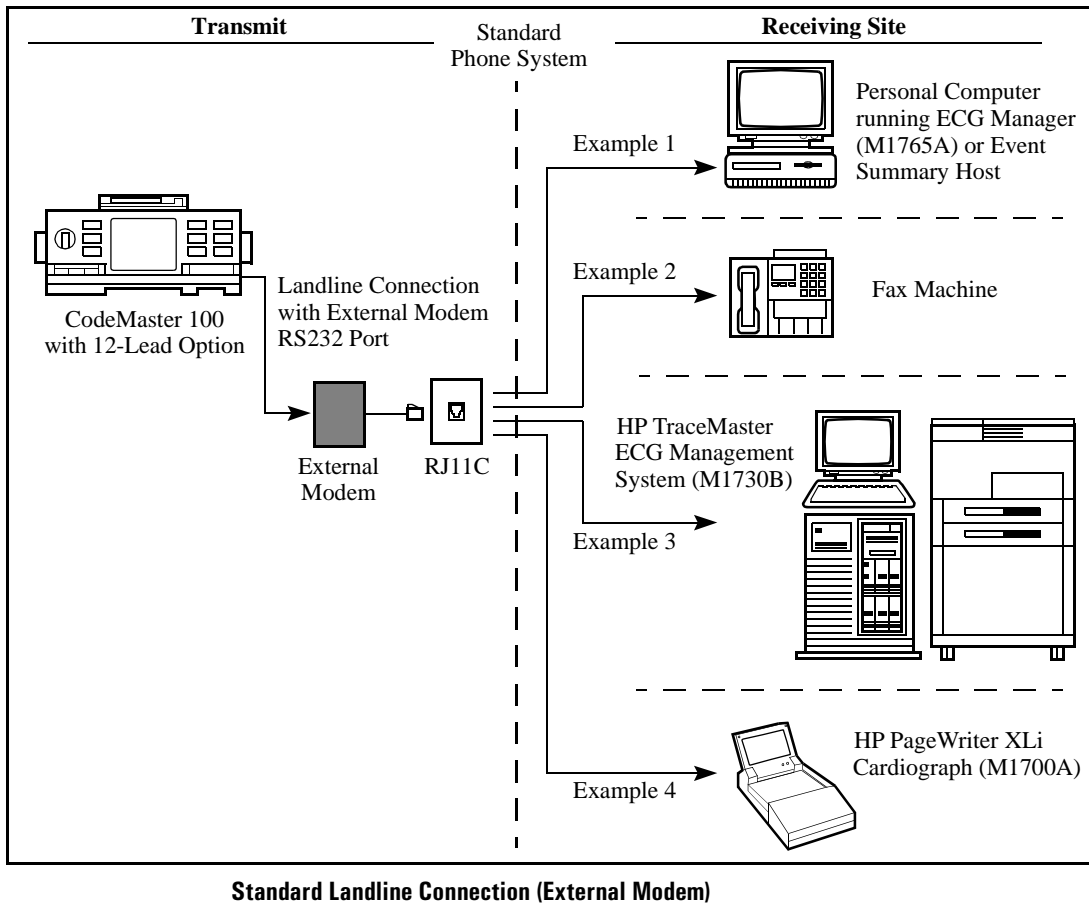 Transmit
Standard
Phone System
Receiving Site
Personal Computer
running ECG Manager
(M1765A) or Event
Summary Host
Example 1
CodeMaster 100
with 12-Lead Option
Landline Connection
with External Modem
RS232 Port
External
Modem
RJ11C
Example 2
Fax Machine
HP TraceMaster
ECG Management
System (M1730B)
Example 3
HP PageWriter XLi
Cardiograph (M1700A)
Example 4
Standard Landline Connection (External Modem)